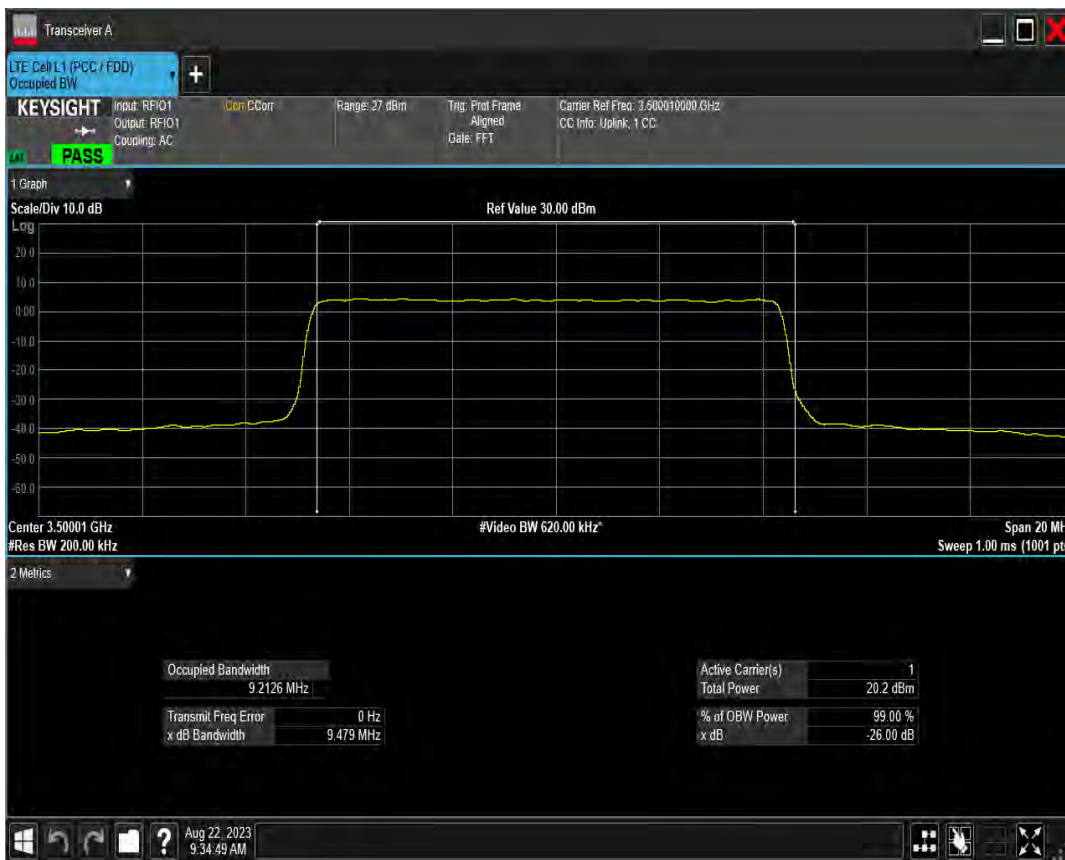 Transceiver A
LTE Cell L1 (PCC / FDD)
Occupied BW
+
KEYSIGHT
PASS
Input: RFIO1
Output: RFIO1
Coupling: AC
Corr CCorr
Range: 27 dBm
Trig: Prot Frame
Aligned
Gate: FFT
Carrier Ref Freq: 3.500010000 GHz
CC Info: Uplink, 1 CC
1 Graph
Scale/Div 10.0 dB
Ref Value 30.00 dBm
Log
20.0
10.0
0.00
-10.0
-20.0
-30.0
-40.0
-50.0
-60.0
Center 3.50001 GHz
#Video BW 620.00 kHz*
Span 20 MH
#Res BW 200.00 kHz
Sweep 1.00 ms (1001 pt
2 Metrics
Occupied Bandwidth
9.2126 MHz
Transmit Freq Error 0 Hz
x dB Bandwidth 9.479 MHz
Active Carrier(s) 1
Total Power 20.2 dBm
% of OBW Power 99.00 %
x dB -26.00 dB
?
Aug 22, 2023
9:34:49 AM